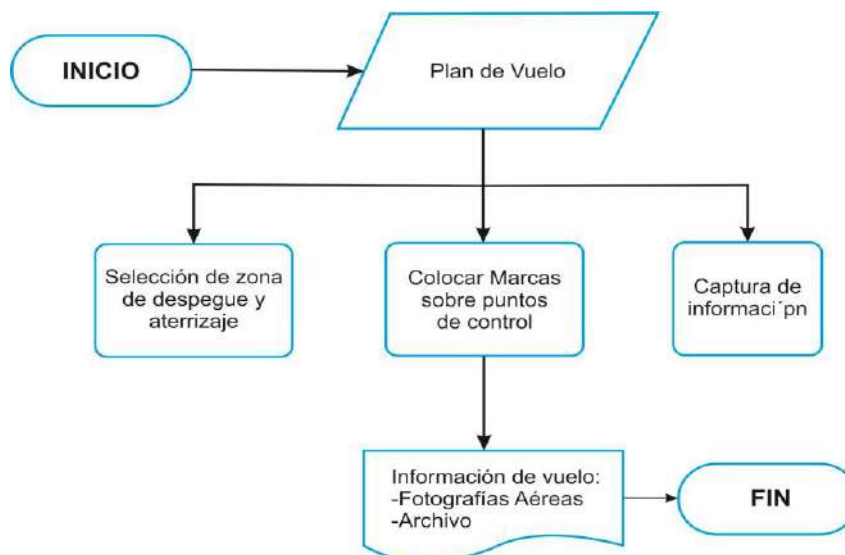 INICIO
Plan de Vuelo
Selección de zona
de despegue y
aterrizaje
Colocar Marcas
sobre puntos
de control
Captura de
informaci´pn
Información de vuelo:
-Fotografías Aéreas
-Archivo
FIN